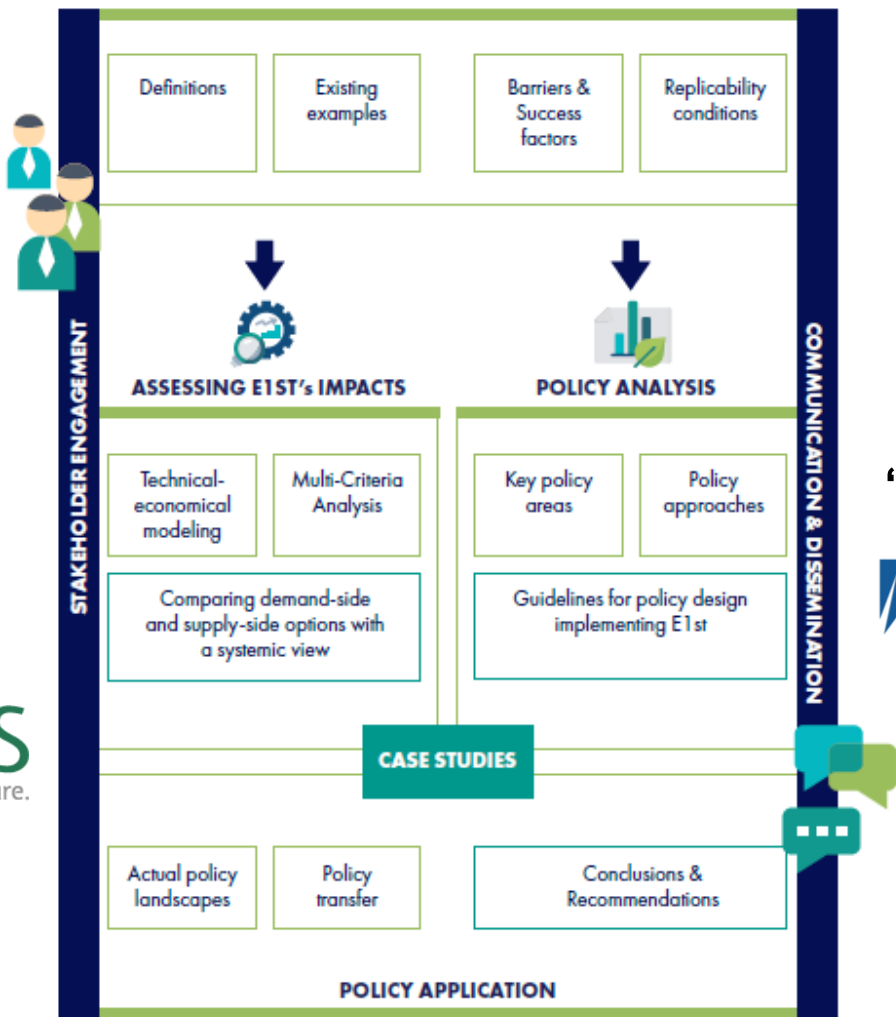 Definitions
Existing
examples
Barriers &
Success
factors
Replicability
conditions
STAKEHOLDER ENGAGEMENT
COMMUNICATION & DISSEMINATION
ASSESSING E1ST's IMPACTS
POLICY ANALYSIS
Technical-
economical
modeling
Multi-Criteria
Analysis
Key policy
areas
Policy
approaches
Comparing demand-side
and supply-side options with
a systemic view
Guidelines for policy design
implementing E1st
CASE STUDIES
S
ure.
Actual policy
landscapes
Policy
transfer
Conclusions &
Recommendations
POLICY APPLICATION